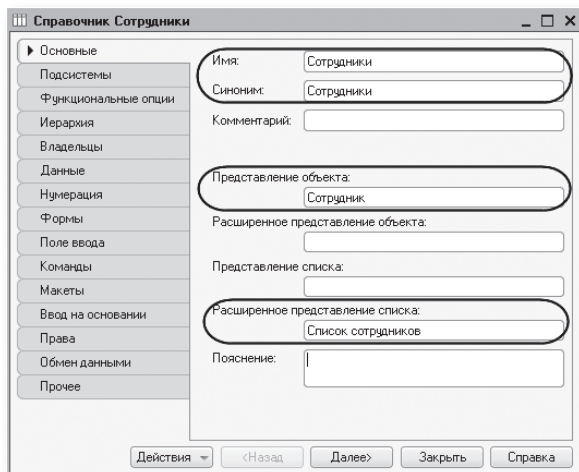 Справочник Сотрудники
Основные
Подсистемы
Функциональные опции
Иерархия
Владельцы
Данные
Нумерация
Формы
Поле ввода
Команды
Макеты
Ввод на основании
Права
Обмен данными
Прочее
Имя: Сотрудники
Синоним: Сотрудники
Комментарий:
Представление объекта:
Сотрудник
Расширенное представление объекта:
Представление списка:
Расширенное представление списка:
Список сотрудников
Пояснение:
Действия <Назад Далее> Закрыть Справка